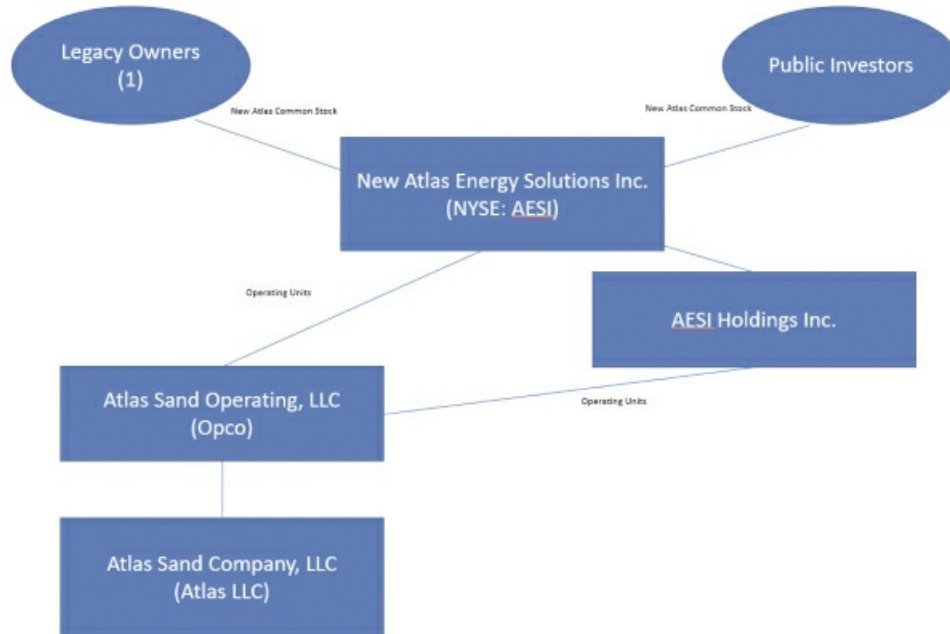 Legacy Owners
(1)
Public Investors
New Atlas Common Stock
New Atlas Common Stock
New Atlas Energy Solutions Inc.
(NYSE: AESI)
Operating Units
AESI Holdings Inc.
Atlas Sand Operating, LLC
(Opco)
Operating Units
Atlas Sand Company, LLC
(Atlas LLC)